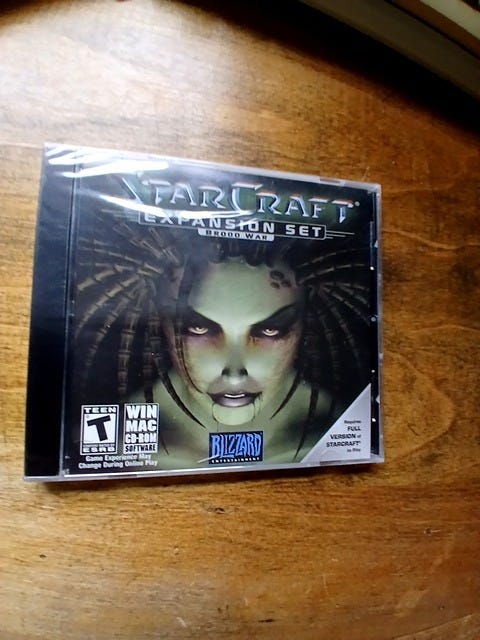 STARCRAFT®
EXPANSION SET
BROOD WAR
TEEN
T
ESRB
WIN
MAC
CD-ROM
SOFTWARE
Game Experience May
Change During Online Play
BLIZZARD
ENTERTAINMENT
Requires
FULL
VERSION of
STARCRAFT®
to Play